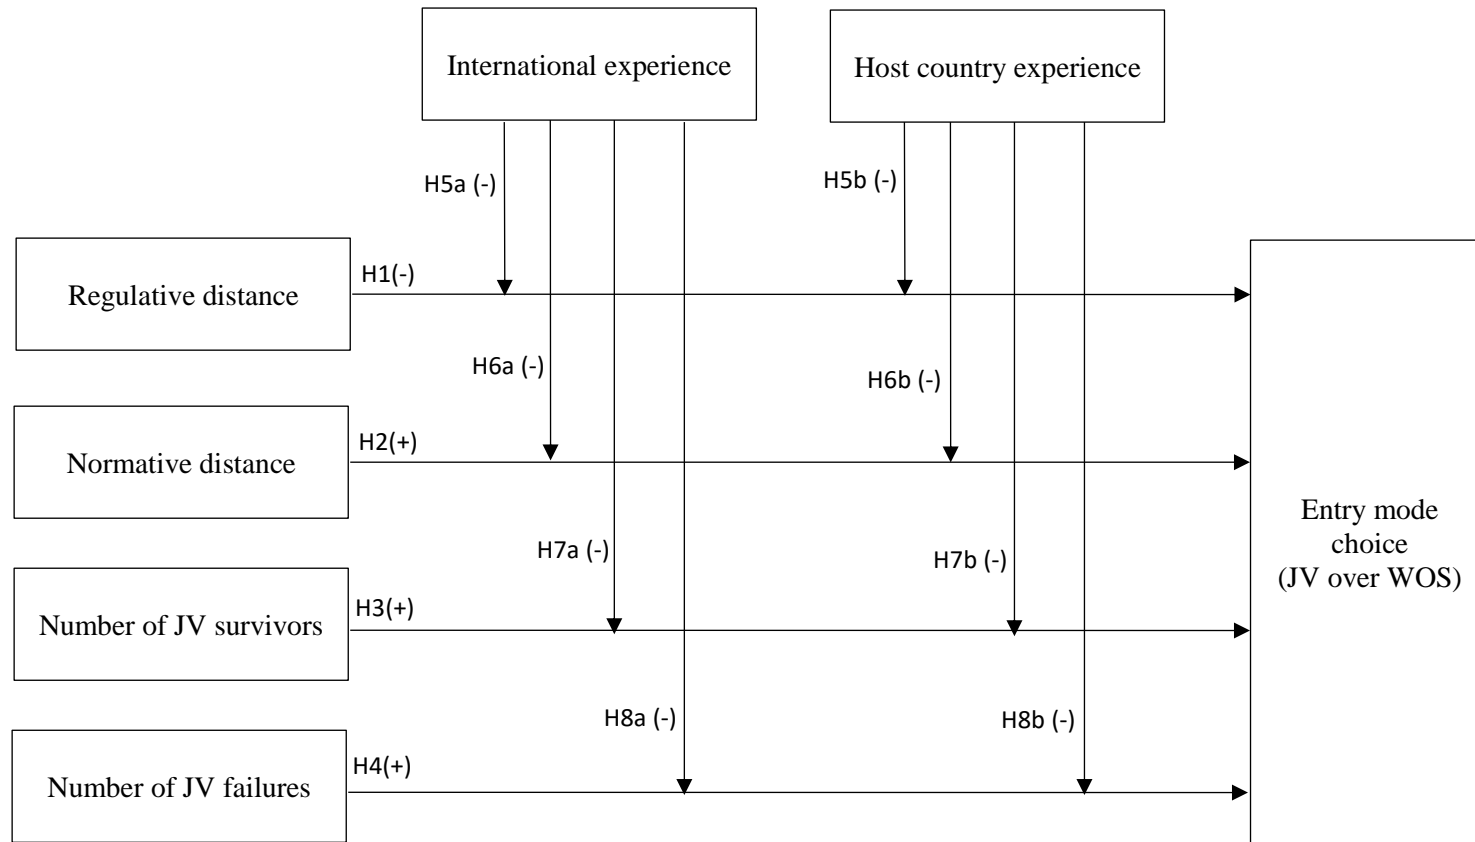 International experience
Host country experience
H5a (-)
H5b (-)
Regulative distance
H1(-)
H6a (-)
H6b (-)
Normative distance
H2(+)
H7a (-)
H7b (-)
Number of JV survivors
H3(+)
Entry mode
choice
(JV over WOS)
H8a (-)
H8b (-)
Number of JV failures
H4(+)